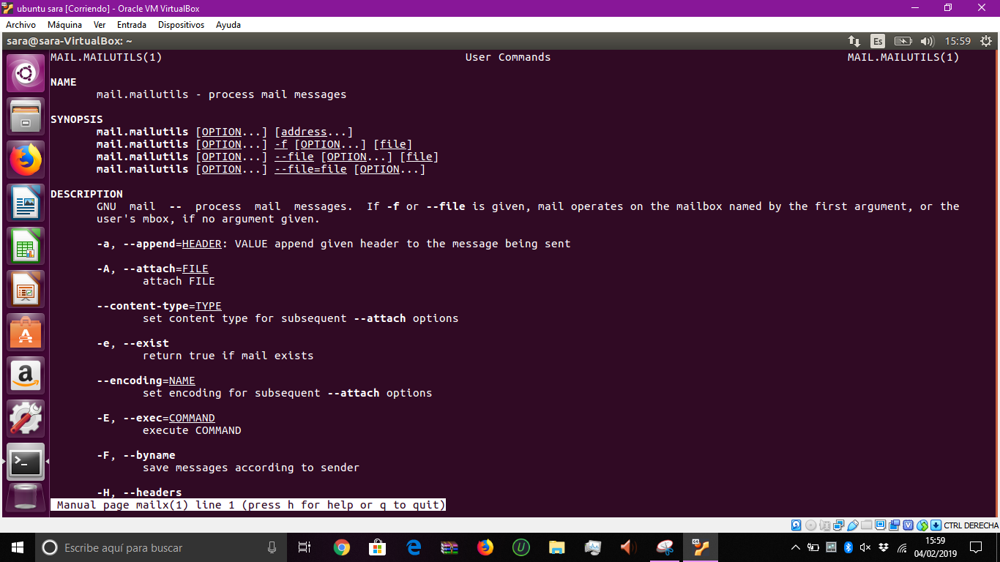 ubuntu sara [Corriendo] - Oracle VM VirtualBox
Archivo Máquina Ver Entrada Dispositivos Ayuda
sara@sara-VirtualBox: ~ Es 15:59
MAIL.MAILUTILS(1) User Commands MAIL.MAILUTILS(1)
NAME
mail.mailutils - process mail messages
SYNOPSIS
mail.mailutils [OPTION...] [address...]
mail.mailutils [OPTION...] -f [OPTION...] [file]
mail.mailutils [OPTION...] --file [OPTION...] [file]
mail.mailutils [OPTION...] --file=file [OPTION...]
DESCRIPTION
GNU mail -- process mail messages. If -f or --file is given, mail operates on the mailbox named by the first argument, or the
user's mbox, if no argument given.
-a, --append=HEADER: VALUE append given header to the message being sent
-A, --attach=FILE
attach FILE
--content-type=TYPE
set content type for subsequent --attach options
-e, --exist
return true if mail exists
--encoding=NAME
set encoding for subsequent --attach options
-E, --exec=COMMAND
execute COMMAND
-F, --byname
save messages according to sender
-H, --headers
Manual page mailx(1) line 1 (press h for help or q to quit)
CTRL DERECHA
Escribe aquí para buscar
15:59
04/02/2019